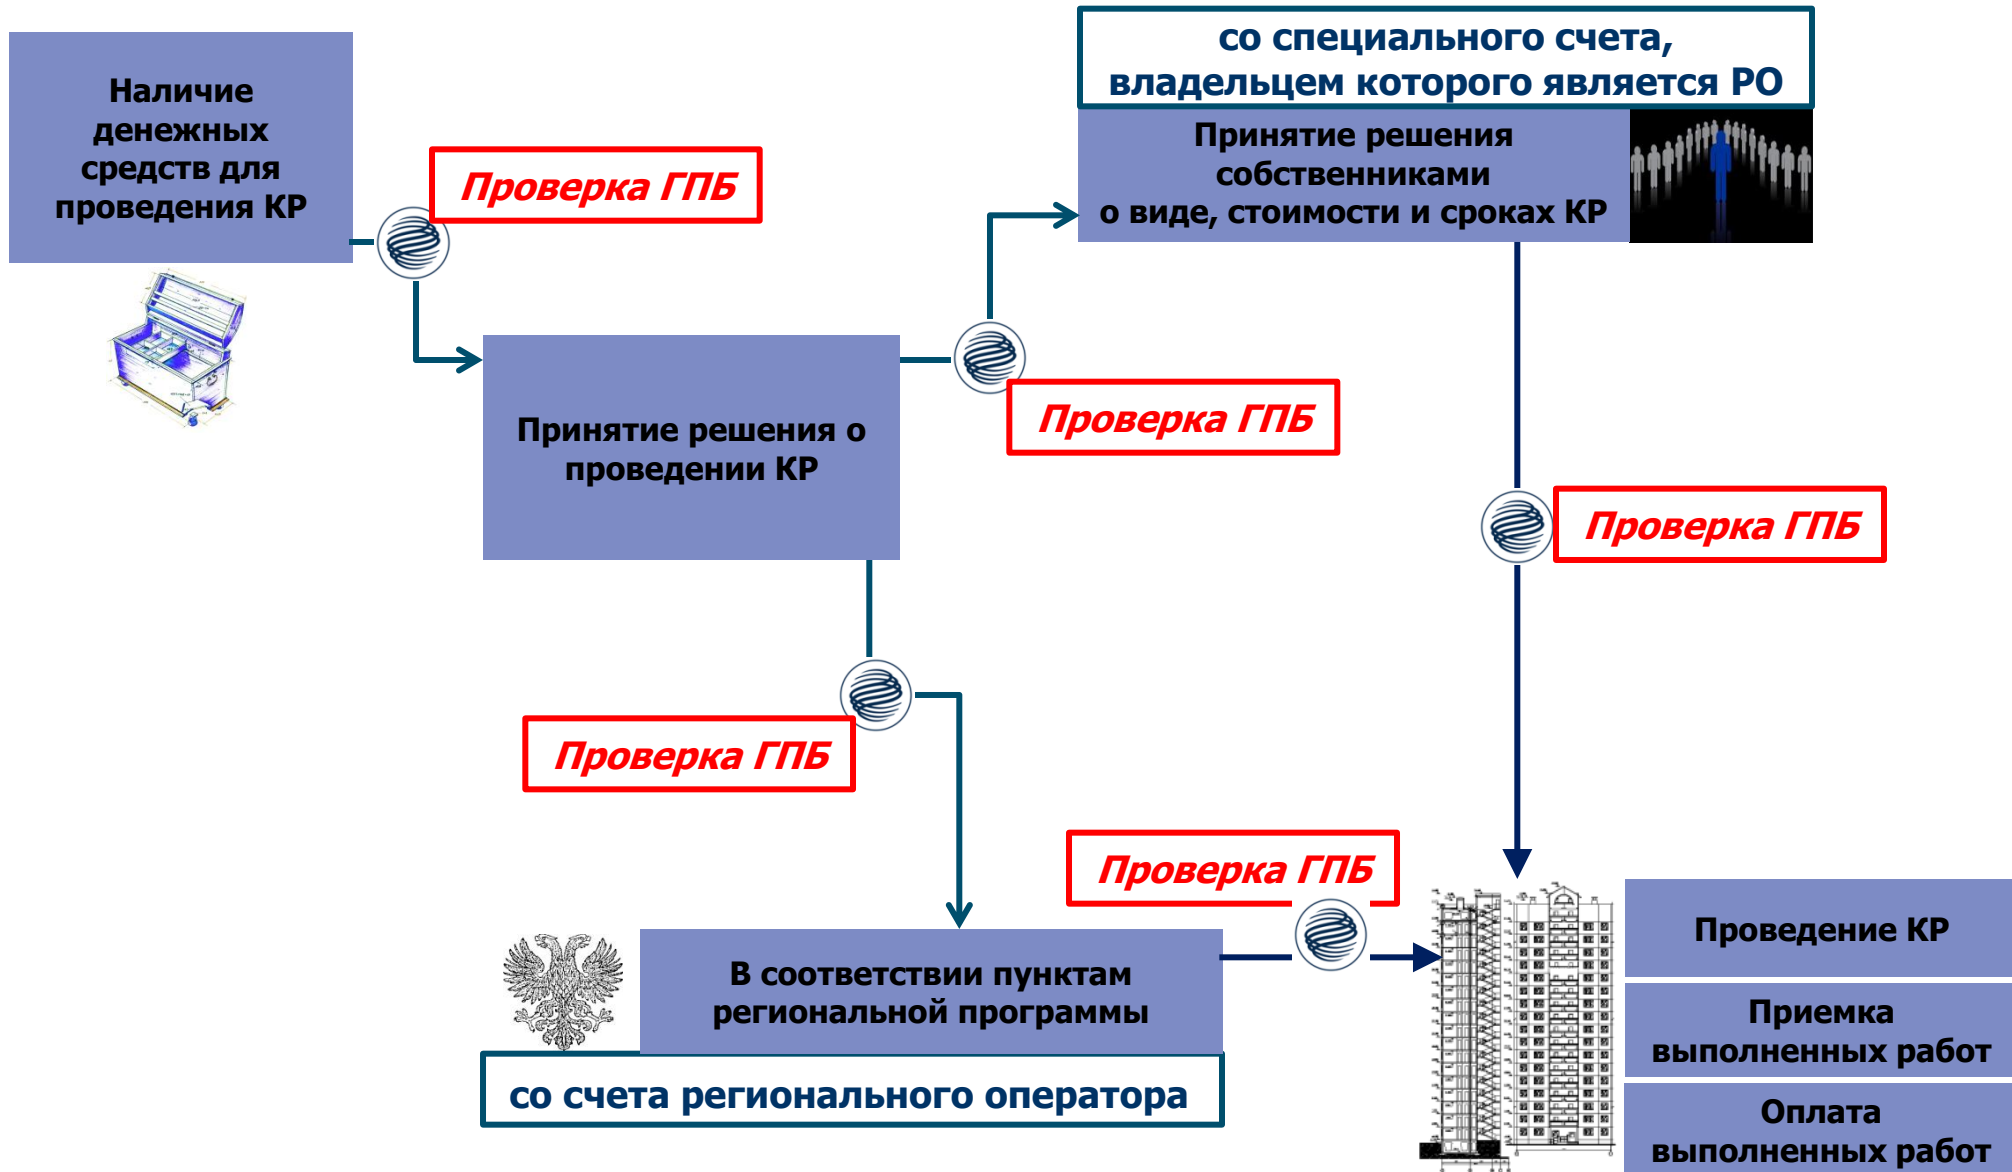 Наличие
денежных
средств для
проведения КР
Проверка ГПБ
со специального счета,
владельцем которого является РО
Принятие решения
собственниками
о виде, стоимости и сроках КР
Принятие решения о
проведении КР
Проверка ГПБ
Проверка ГПБ
Проверка ГПБ
Проверка ГПБ
В соответствии пунктам
региональной программы
со счета регионального оператора
Проведение КР
Приемка
выполненных работ
Оплата
выполненных работ